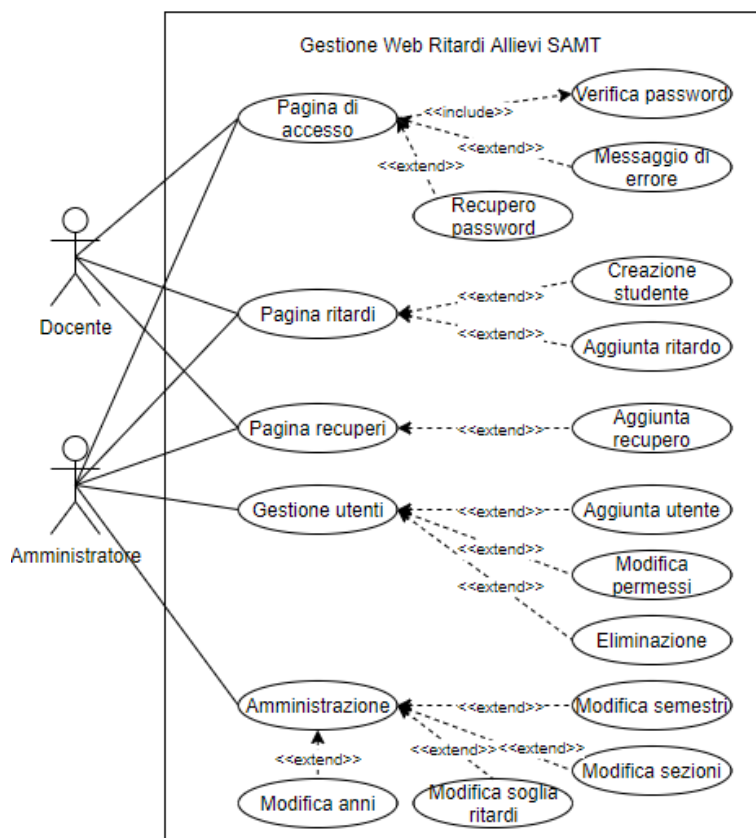 Gestione Web Ritardi Allievi SAMT
Pagina di
accesso
<<include>>
Verifica password
<<extend>>
Messaggio di
errore
<<extend>>
Recupero
password
Docente
Pagina ritardi
<<extend>>
Creazione
studente
<<extend>>
Aggiunta ritardo
Pagina recuperi
<<extend>>
Aggiunta
recupero
Amministratore
Gestione utenti
<<extend>>
Aggiunta utente
<<extend>>
Modifica
permessi
<<extend>>
Eliminazione
Amministrazione
<<extend>>
Modifica semestri
<<extend>>
Modifica sezioni
<<extend>>
Modifica soglia
ritardi
<<extend>>
Modifica anni